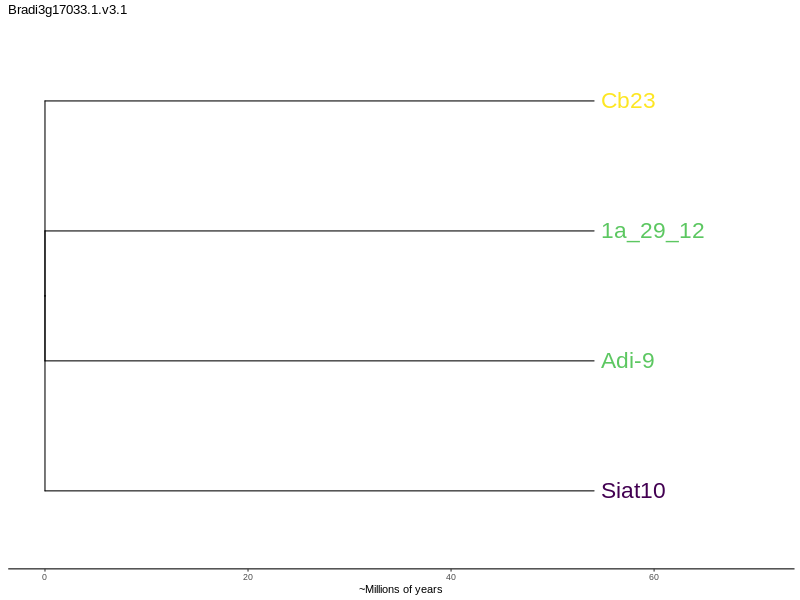 Bradi3g17033.1.v3.1
Cb23
1a_29_12
Adi-9
Siat10
0 20 40 60
~Millions of years